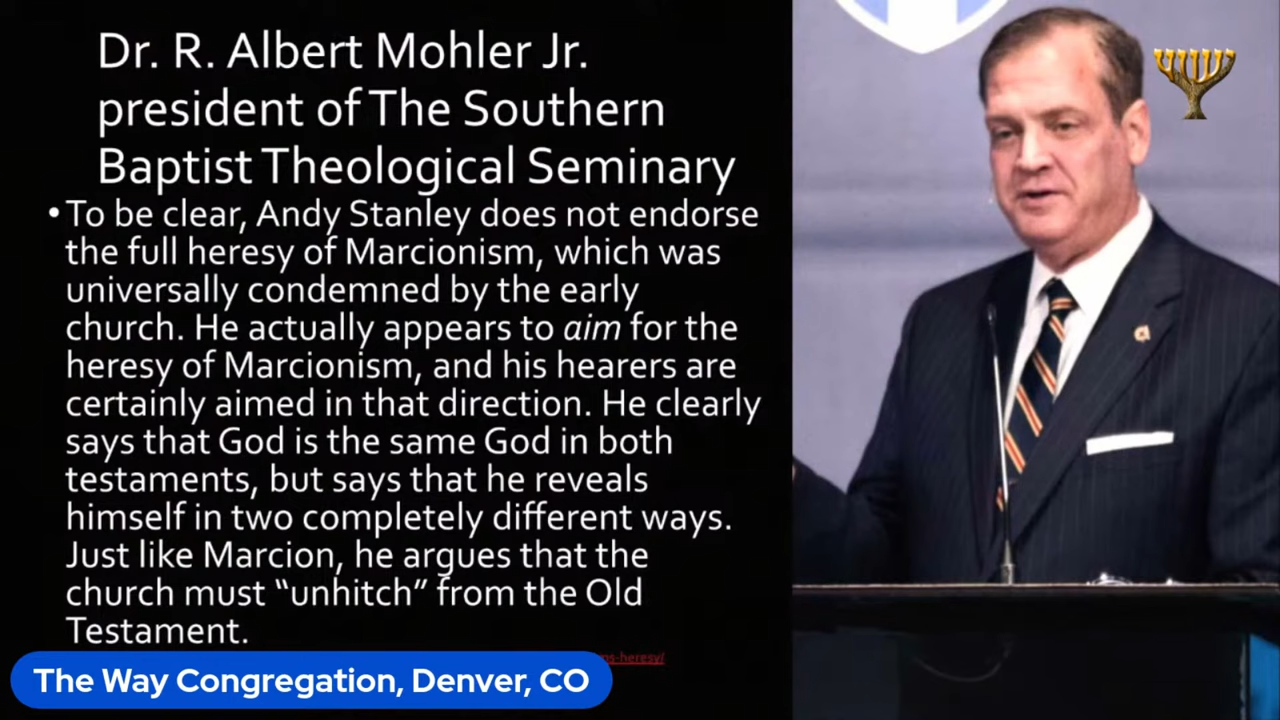 Dr. R. Albert Mohler Jr.
president of The Southern
Baptist Theological Seminary
• To be clear, Andy Stanley does not endorse
the full heresy of Marcionism, which was
universally condemned by the early
church. He actually appears to aim for the
heresy of Marcionism, and his hearers are
certainly aimed in that direction. He clearly
says that God is the same God in both
testaments, but says that he reveals
himself in two completely different ways.
Just like Marcion, he argues that the
church must “unhitch” from the Old
Testament.
ns-heresy/
The Way Congregation, Denver, CO